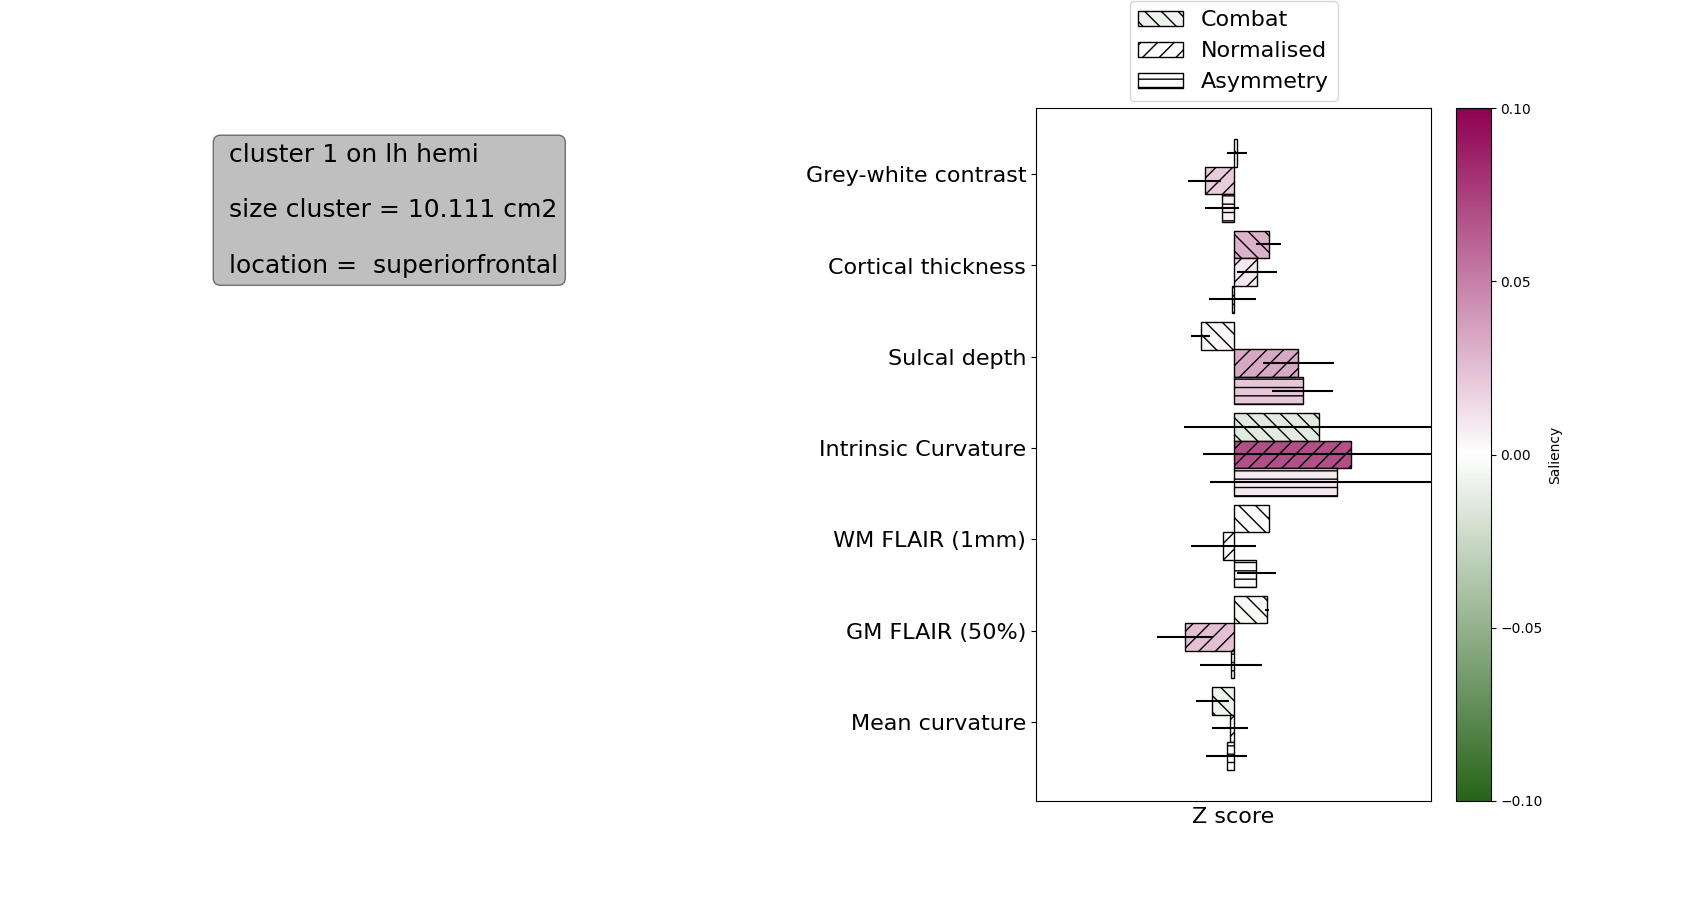 Combat
Normalised
Asymmetry
cluster 1 on lh hemi
size cluster = 10.111 cm2
location =  superiorfrontal
Grey-white contrast
Cortical thickness
Sulcal depth
Intrinsic Curvature
WM FLAIR (1mm)
GM FLAIR (50%)
Mean curvature
Z score
0.10
0.05
0.00
−0.05
−0.10
Saliency